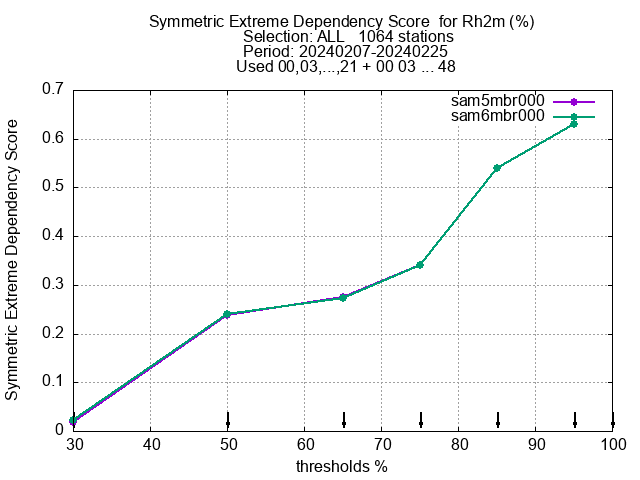 Symmetric Extreme Dependency Score  for Rh2m (%)
Selection: ALL   1064 stations
Period: 20240207-20240225
Used 00,03,...,21 + 00 03 ... 48
sam5mbr000
sam6mbr000
Symmetric Extreme Dependency Score
0.7
0.6
0.5
0.4
0.3
0.2
0.1
0
30 40 50 60 70 80 90 100
thresholds %